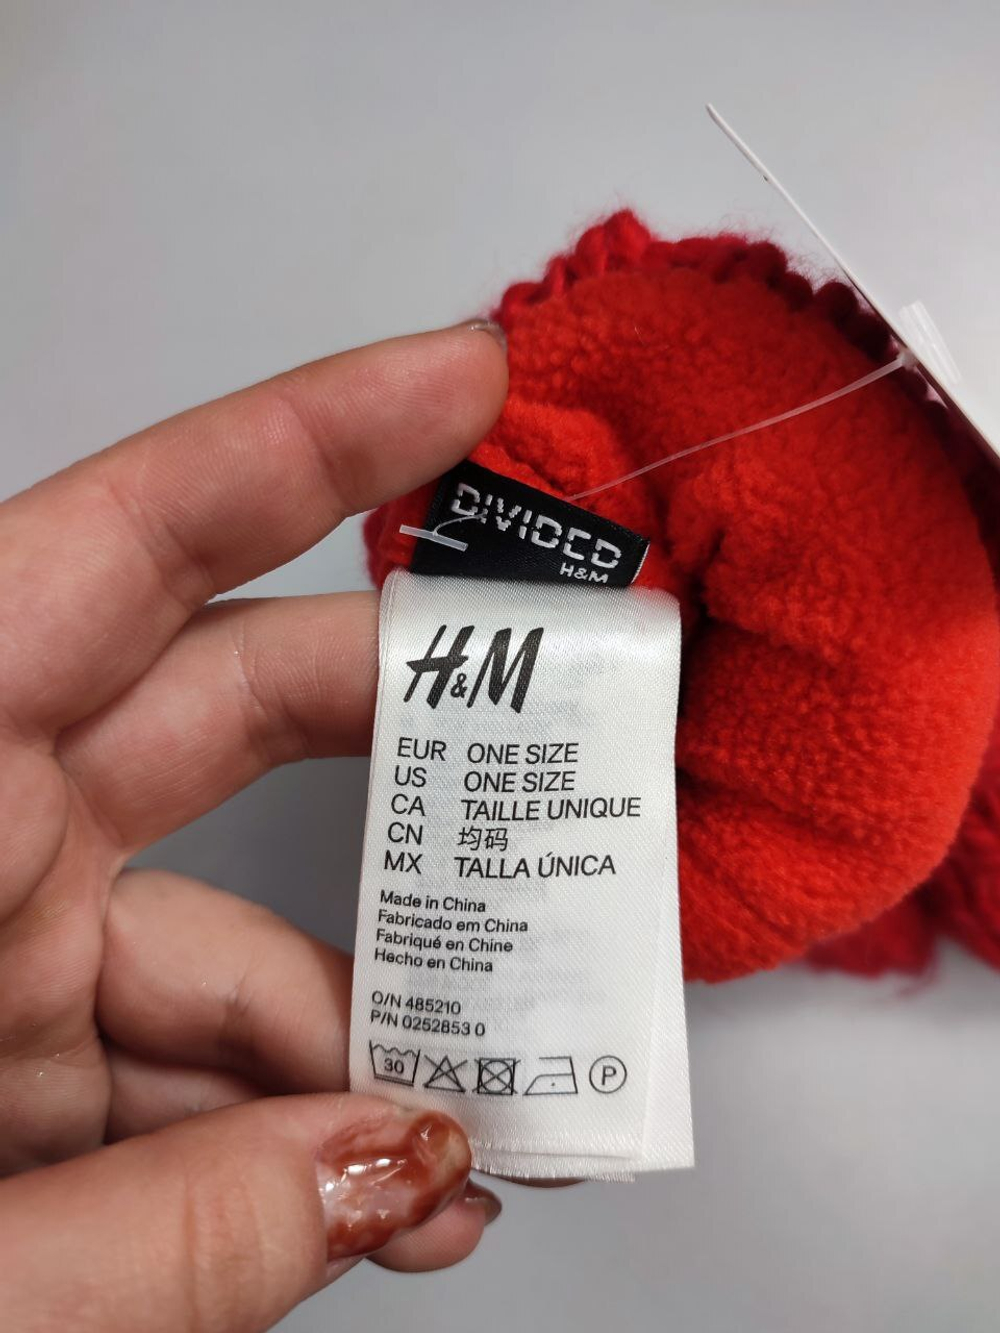 DIVIDED
H&M
H&M
EUR ONE SIZE
US ONE SIZE
CA TAILLE UNIQUE
CN 均码
MX TALLA ÚNICA
Made in China
Fabricado em China
Fabriqué en Chine
Hecho en China
O/N 485210
P/N 0252853 0
30
P